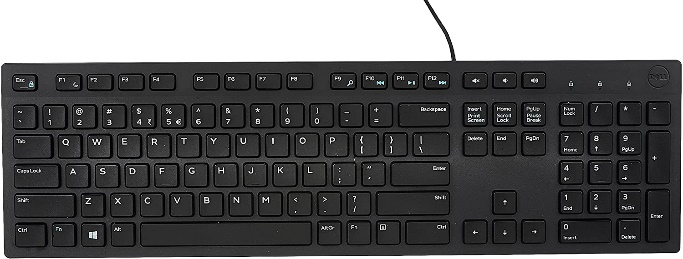 Esc F1 F2 F3 F4 F5 F6 F7 F8 F9 F10 F11 F12 DELL
~ ! @ # $ % ^ & * ( ) _ + Backspace Insert Home PgUp Num / * -
` 1 2 3 4 5 6 7 8 9 0 - = Print Screen Scroll Lock Pause Break Lock
₹ €
Tab Q W E R T Y U I O P { } | Delete End PgDn 7 8 9 +
[ ] \ Home ↑ PgUp
Caps Lock A S D F G H J K L : " Enter 4 5 6
; ' ← →
Shift Z X C V B N M < > ? Shift ↑ 1 2 3 Enter
, . / End ↓ PgDn
Ctrl Fn Alt Alt Gr F1 Ctrl ← ↓ → 0 .
Insert Delete